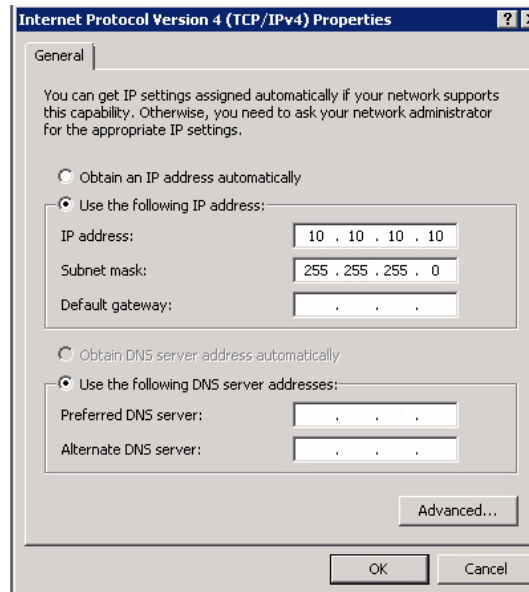 Internet Protocol Version 4 (TCP/IPv4) Properties
?
General
You can get IP settings assigned automatically if your network supports
this capability. Otherwise, you need to ask your network administrator
for the appropriate IP settings.
Obtain an IP address automatically
Use the following IP address:
IP address: 10 . 10 . 10 . 10
Subnet mask: 255 . 255 . 255 . 0
Default gateway: . . .
Obtain DNS server address automatically
Use the following DNS server addresses:
Preferred DNS server: . . .
Alternate DNS server: . . .
Advanced...
OK Cancel